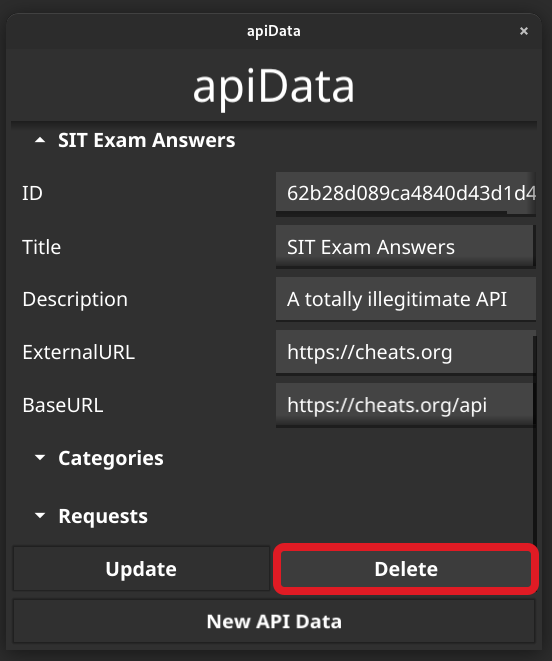 apiData
apiData
SIT Exam Answers
ID 62b28d089ca4840d43d1d4
Title SIT Exam Answers
Description A totally illegitimate API
ExternalURL https://cheats.org
BaseURL https://cheats.org/api
Categories
Requests
Update Delete
New API Data